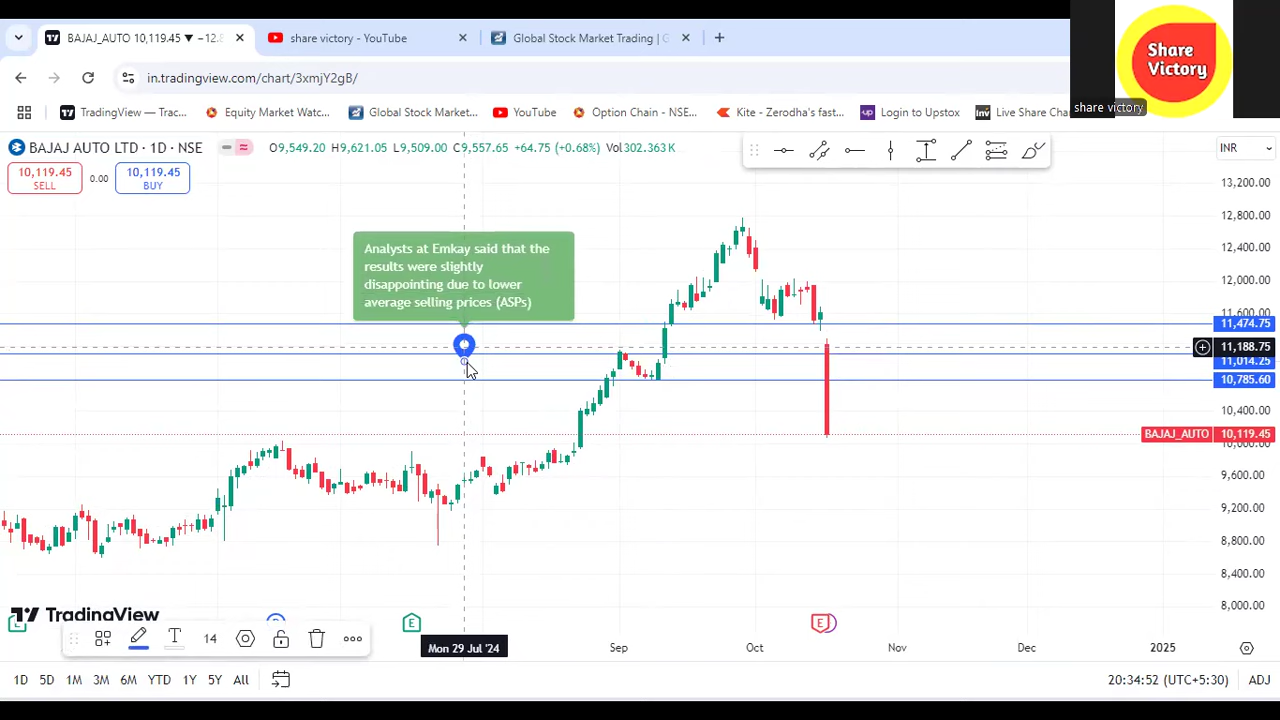 BAJAJ_AUTO 10,119.45 ▼ −12.8
share victory - YouTube
Global Stock Market Trading | G
Share
Victory
share victory
in.tradingview.com/chart/3xmjY2gB/
TradingView — Trac...
Equity Market Watc...
Global Stock Market...
YouTube
Option Chain - NSE...
Kite - Zerodha's fast...
Login to Upstox
Live Share Cha
BAJAJ AUTO LTD · 1D · NSE
O9,549.20 H9,621.05 L9,509.00 C9,557.65 +64.75 (+0.68%) Vol302.363 K
INR
10,119.45
SELL
0.00
10,119.45
BUY
Analysts at Emkay said that the
results were slightly
disappointing due to lower
average selling prices (ASPs)
13,200.00
12,800.00
12,400.00
12,000.00
11,600.00
11,474.75
11,188.75
11,014.25
10,785.60
10,400.00
BAJAJ_AUTO 10,119.45
10,000.00
9,600.00
9,200.00
8,800.00
8,400.00
8,000.00
TradingView
E
E
14
Mon 29 Jul '24
Sep
Oct
Nov
Dec
2025
1D 5D 1M 3M 6M YTD 1Y 5Y All
20:34:52 (UTC+5:30)
ADJ